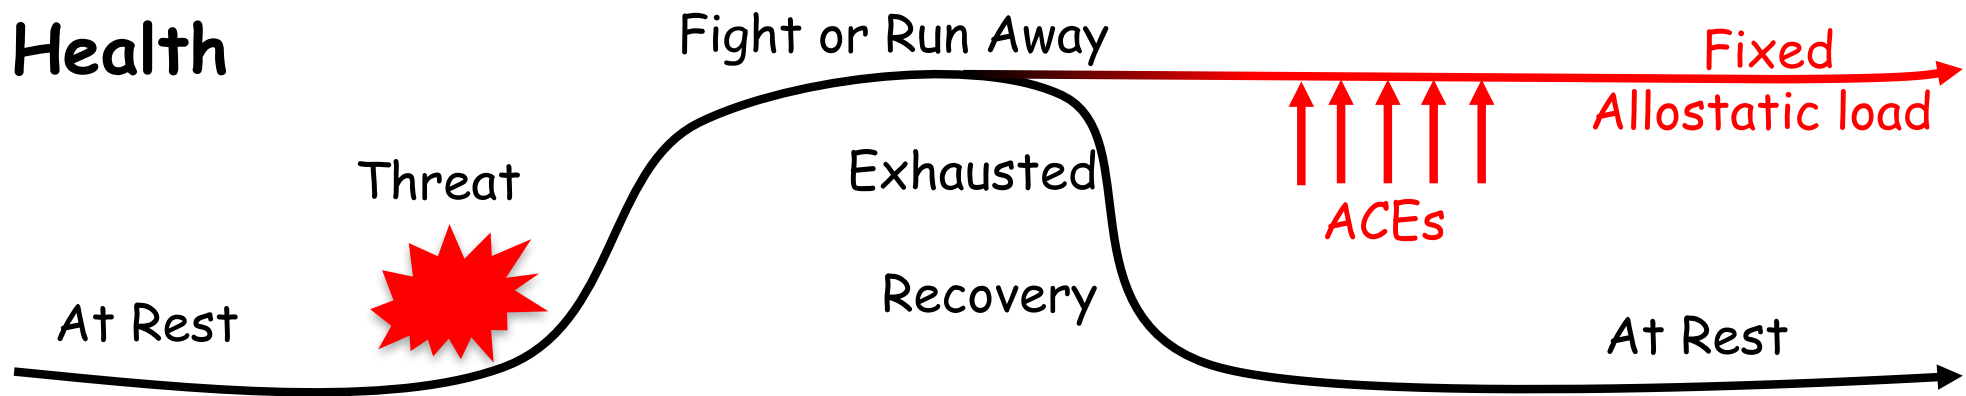 Health
Fight or Run Away
Fixed
Allostatic load
Threat
Exhausted
ACEs
At Rest
Recovery
At Rest